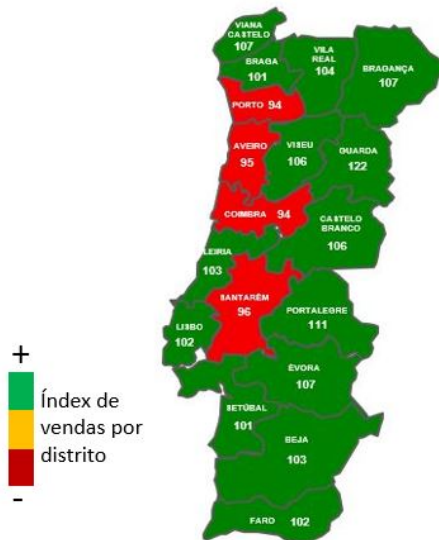 VIANA
CASTELO
107
BRAGA
101
VILA
REAL
104
BRAGANÇA
107
PORTO 94
AVEIRO
95
VISEU
106
GUARDA
122
COIMBRA 94
CASTELO
BRANCO
106
LEIRIA
103
SANTARÉM
96
PORTALEGRE
111
LISBO
102
ÉVORA
107
SETÚBAL
101
BEJA
103
FARO 102
+
Índex de
vendas por
distrito
-